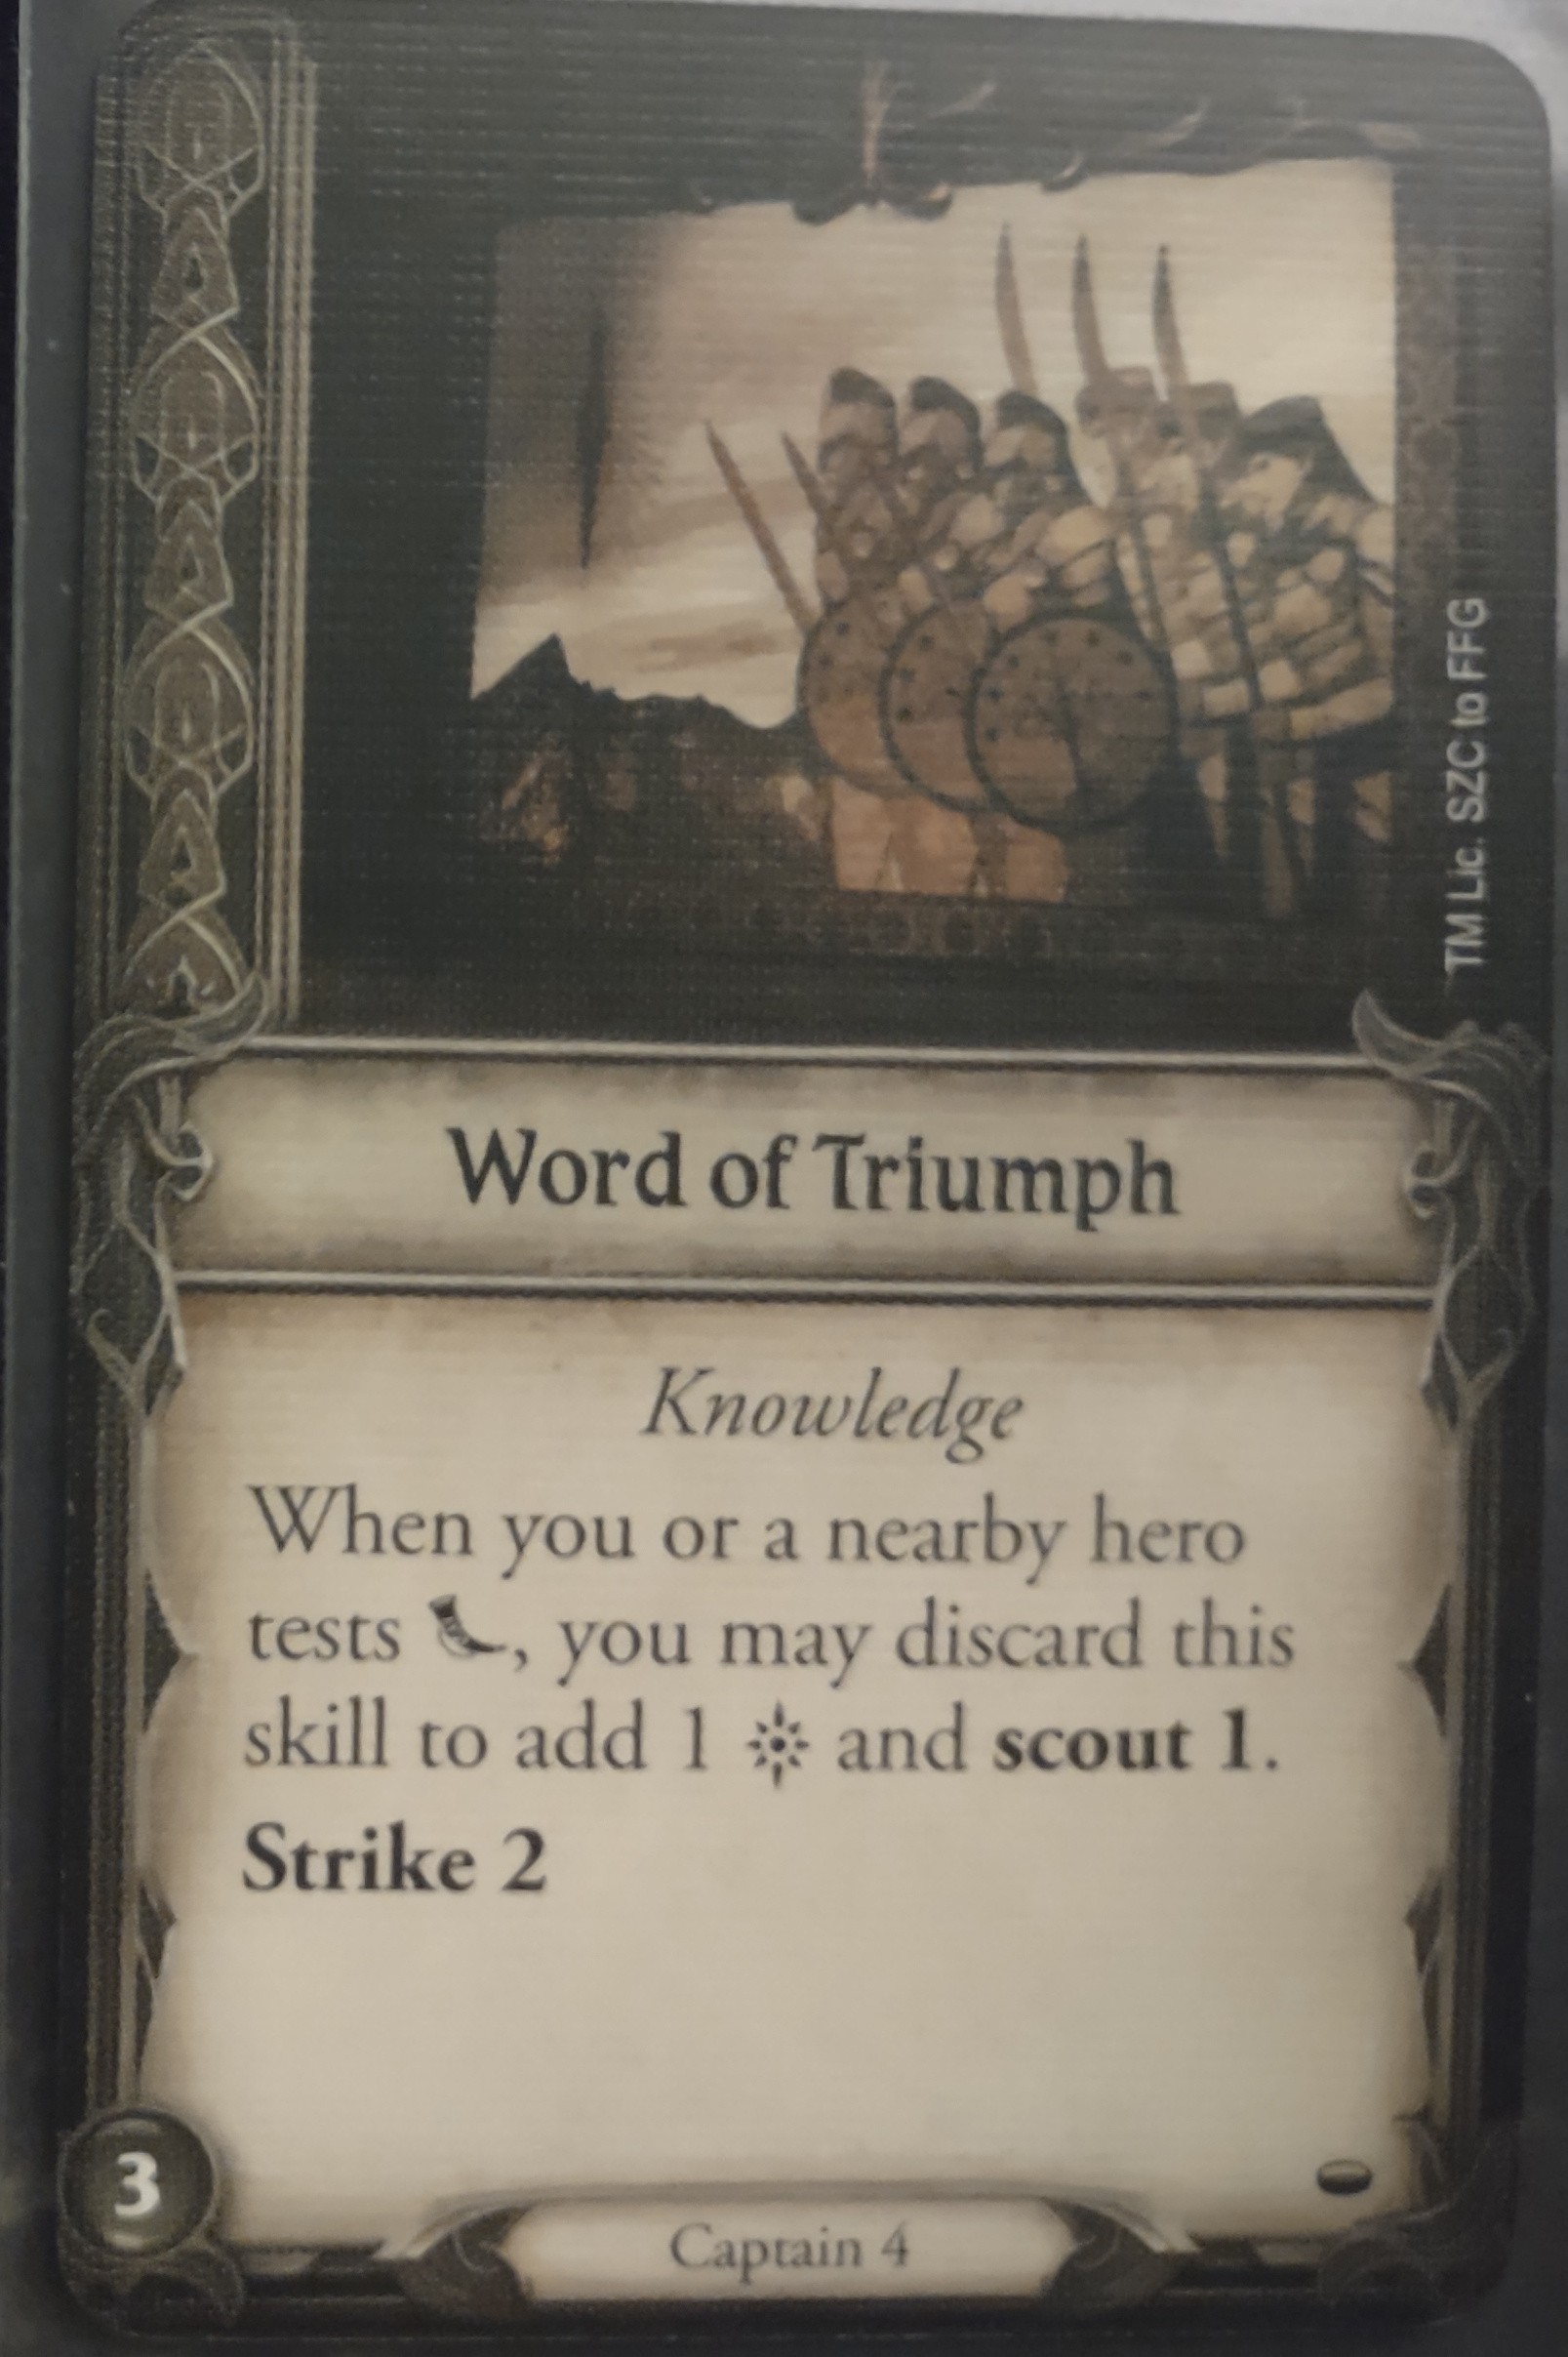 TM Lic. SZC to FFG
Word of Triumph
Knowledge
When you or a nearby hero
tests , you may discard this
skill to add 1 and scout 1.
Strike 2
3
Captain 4